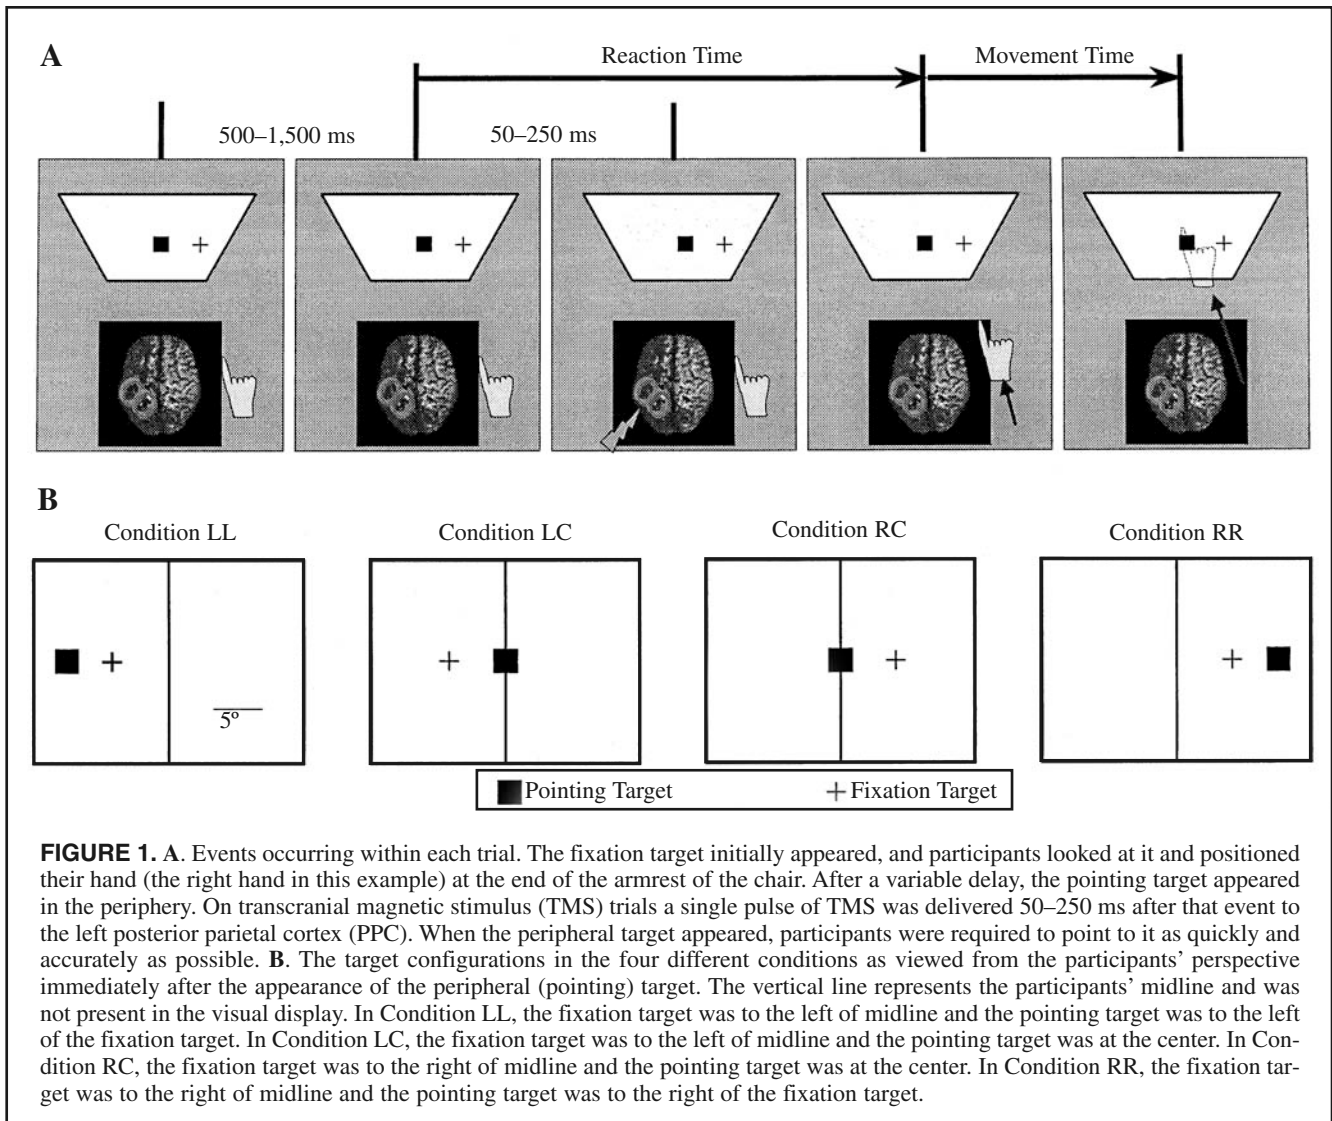 A
Reaction Time
Movement Time
500–1,500 ms
50–250 ms
B
Condition LL
Condition LC
Condition RC
Condition RR
5º
Pointing Target
Fixation Target
FIGURE 1. A. Events occurring within each trial. The fixation target initially appeared, and participants looked at it and positioned
their hand (the right hand in this example) at the end of the armrest of the chair. After a variable delay, the pointing target appeared
in the periphery. On transcranial magnetic stimulus (TMS) trials a single pulse of TMS was delivered 50–250 ms after that event to
the left posterior parietal cortex (PPC). When the peripheral target appeared, participants were required to point to it as quickly and
accurately as possible. B. The target configurations in the four different conditions as viewed from the participants’ perspective
immediately after the appearance of the peripheral (pointing) target. The vertical line represents the participants’ midline and was
not present in the visual display. In Condition LL, the fixation target was to the left of midline and the pointing target was to the left
of the fixation target. In Condition LC, the fixation target was to the left of midline and the pointing target was at the center. In Con-
dition RC, the fixation target was to the right of midline and the pointing target was at the center. In Condition RR, the fixation tar-
get was to the right of midline and the pointing target was to the right of the fixation target.